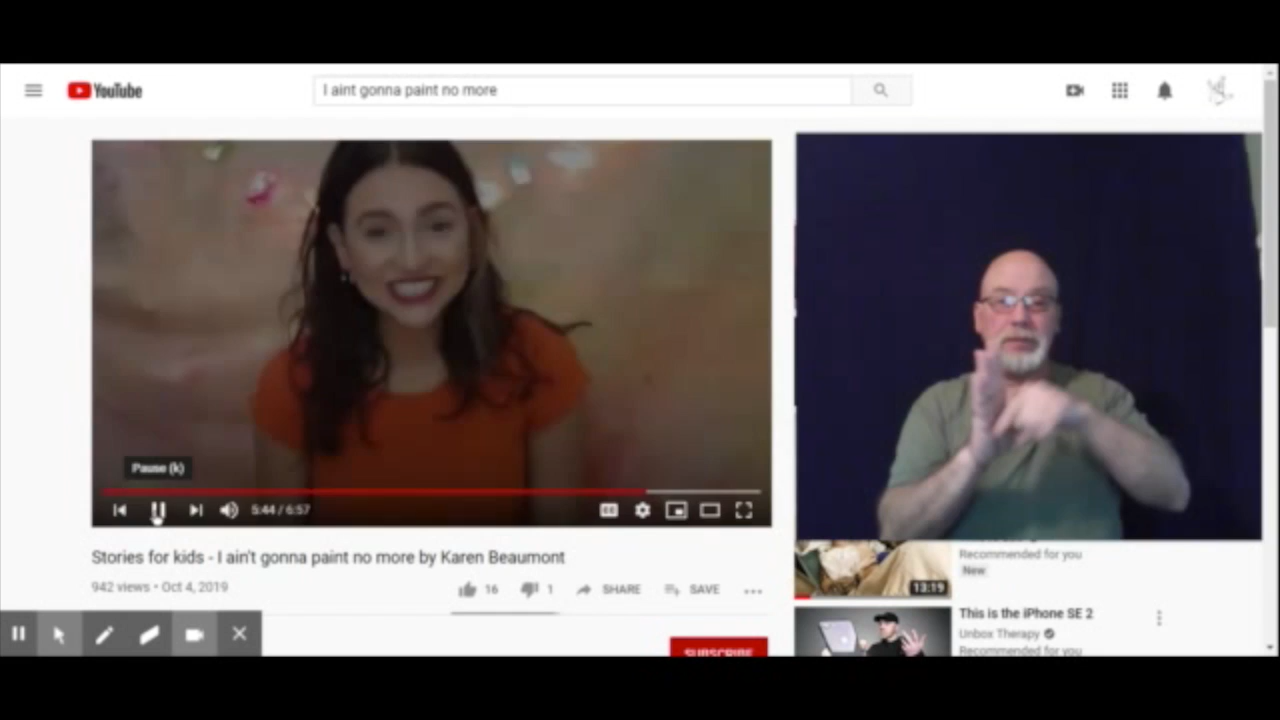 YouTube
I aint gonna paint no more
Pause (k)
5:44 / 6:57
Stories for kids - I ain't gonna paint no more by Karen Beaumont
942 views • Oct 4, 2019
16
1
SHARE
SAVE
SUBSCRIBE
Recommended for you
New
13:19
This is the iPhone SE 2
Unbox Therapy
Recommended for you